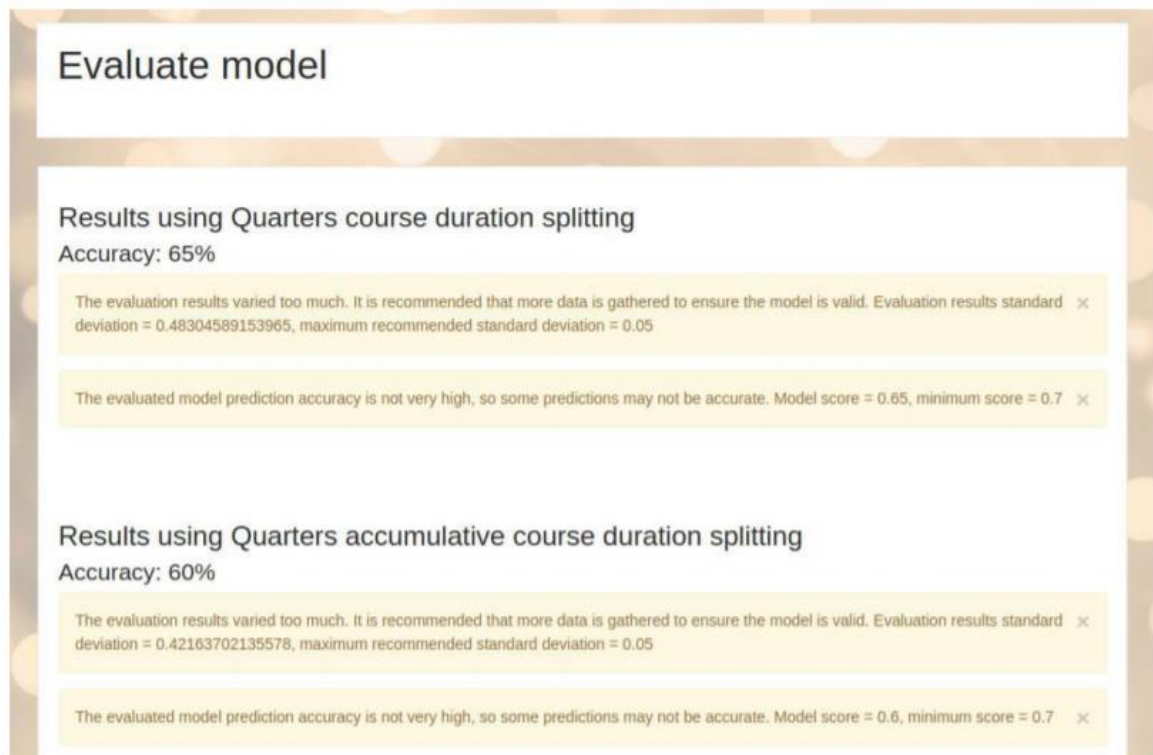 Evaluate model
Results using Quarters course duration splitting
Accuracy: 65%
The evaluation results varied too much. It is recommended that more data is gathered to ensure the model is valid. Evaluation results standard ×
deviation = 0.48304589153965, maximum recommended standard deviation = 0.05
The evaluated model prediction accuracy is not very high, so some predictions may not be accurate. Model score = 0.65, minimum score = 0.7 ×
Results using Quarters accumulative course duration splitting
Accuracy: 60%
The evaluation results varied too much. It is recommended that more data is gathered to ensure the model is valid. Evaluation results standard ×
deviation = 0.42163702135578, maximum recommended standard deviation = 0.05
The evaluated model prediction accuracy is not very high, so some predictions may not be accurate. Model score = 0.6, minimum score = 0.7 ×